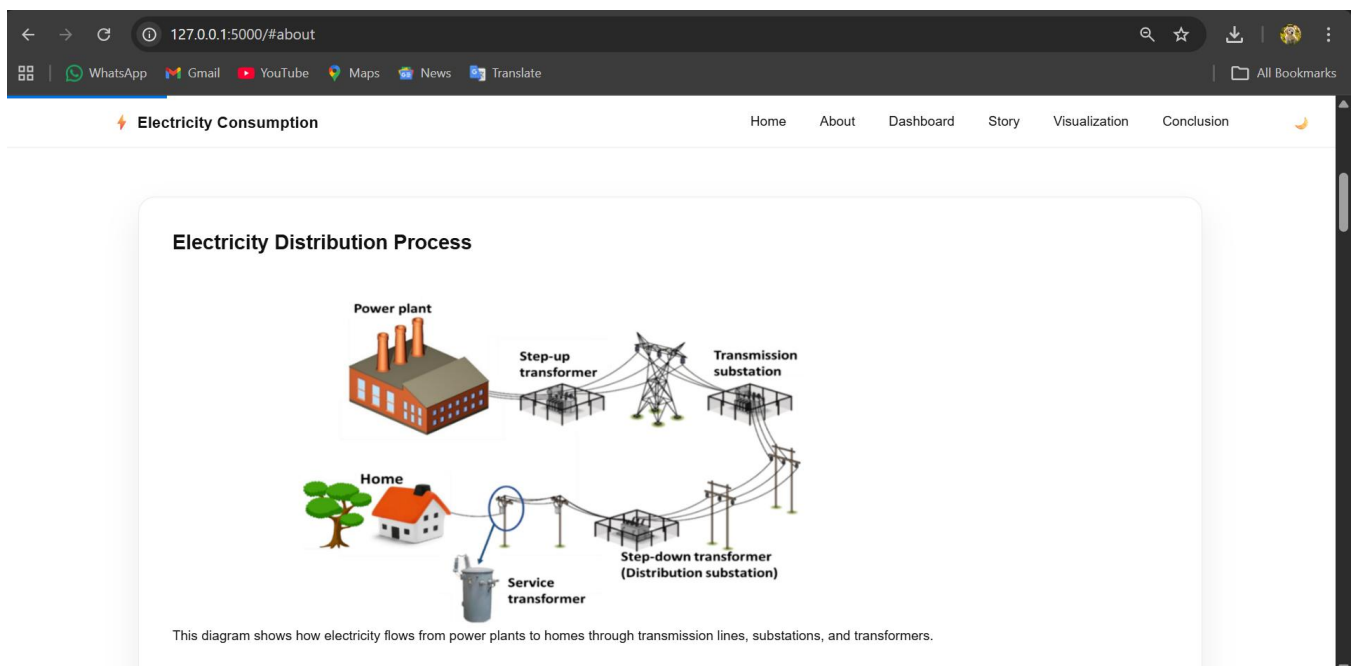 127.0.0.1:5000/#about
WhatsApp Gmail YouTube Maps News Translate All Bookmarks
Electricity Consumption Home About Dashboard Story Visualization Conclusion
Electricity Distribution Process
Power plant
Step-up
transformer
Transmission
substation
Home
Step-down transformer
(Distribution substation)
Service
transformer
This diagram shows how electricity flows from power plants to homes through transmission lines, substations, and transformers.